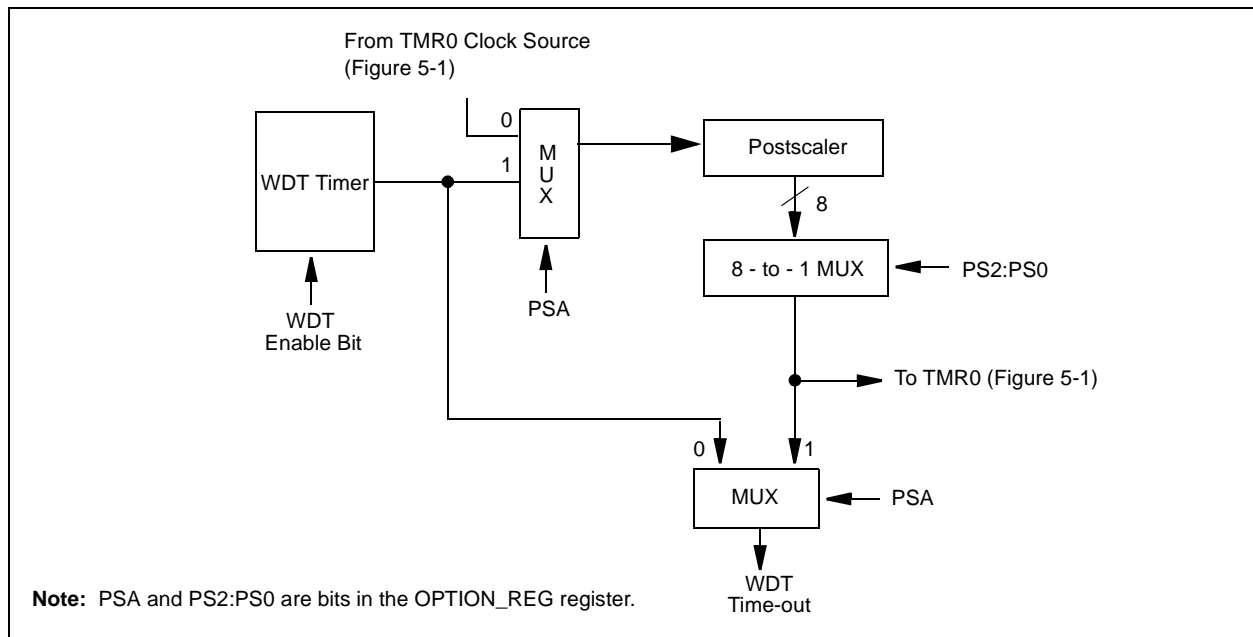 From TMR0 Clock Source
(Figure 5-1)
0
1
M
U
X
WDT Timer
Postscaler
8
8 - to - 1 MUX
PS2:PS0
PSA
WDT
Enable Bit
To TMR0 (Figure 5-1)
0
1
MUX
PSA
WDT
Time-out
Note: PSA and PS2:PS0 are bits in the OPTION_REG register.